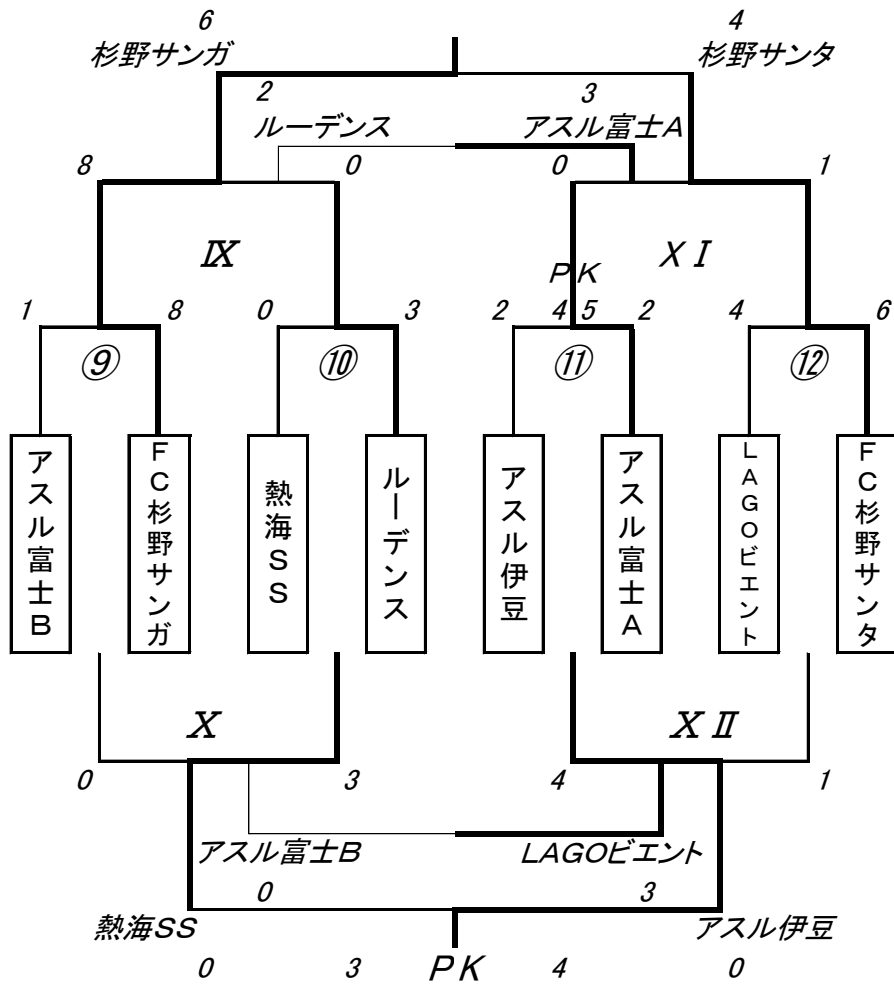 6 4
杉野サンガ 杉野サンタ
2 3
ルーデンス アスル富士A
8 0 0 1
Ⅸ ⅩⅠ
PK
1 8 0 3 2 4 5 2 4 6
⑨ ⑩ ⑪ ⑫
アスル富士B
FC杉野サンガ
熱海SS
ルーデンス
アスル伊豆
アスル富士A
LAGOビエント
FC杉野サンタ
Ⅹ ⅩⅡ
0 3 4 1
アスル富士B LAGOビエント
0 3
熱海SS アスル伊豆
0 3 PK 4 0